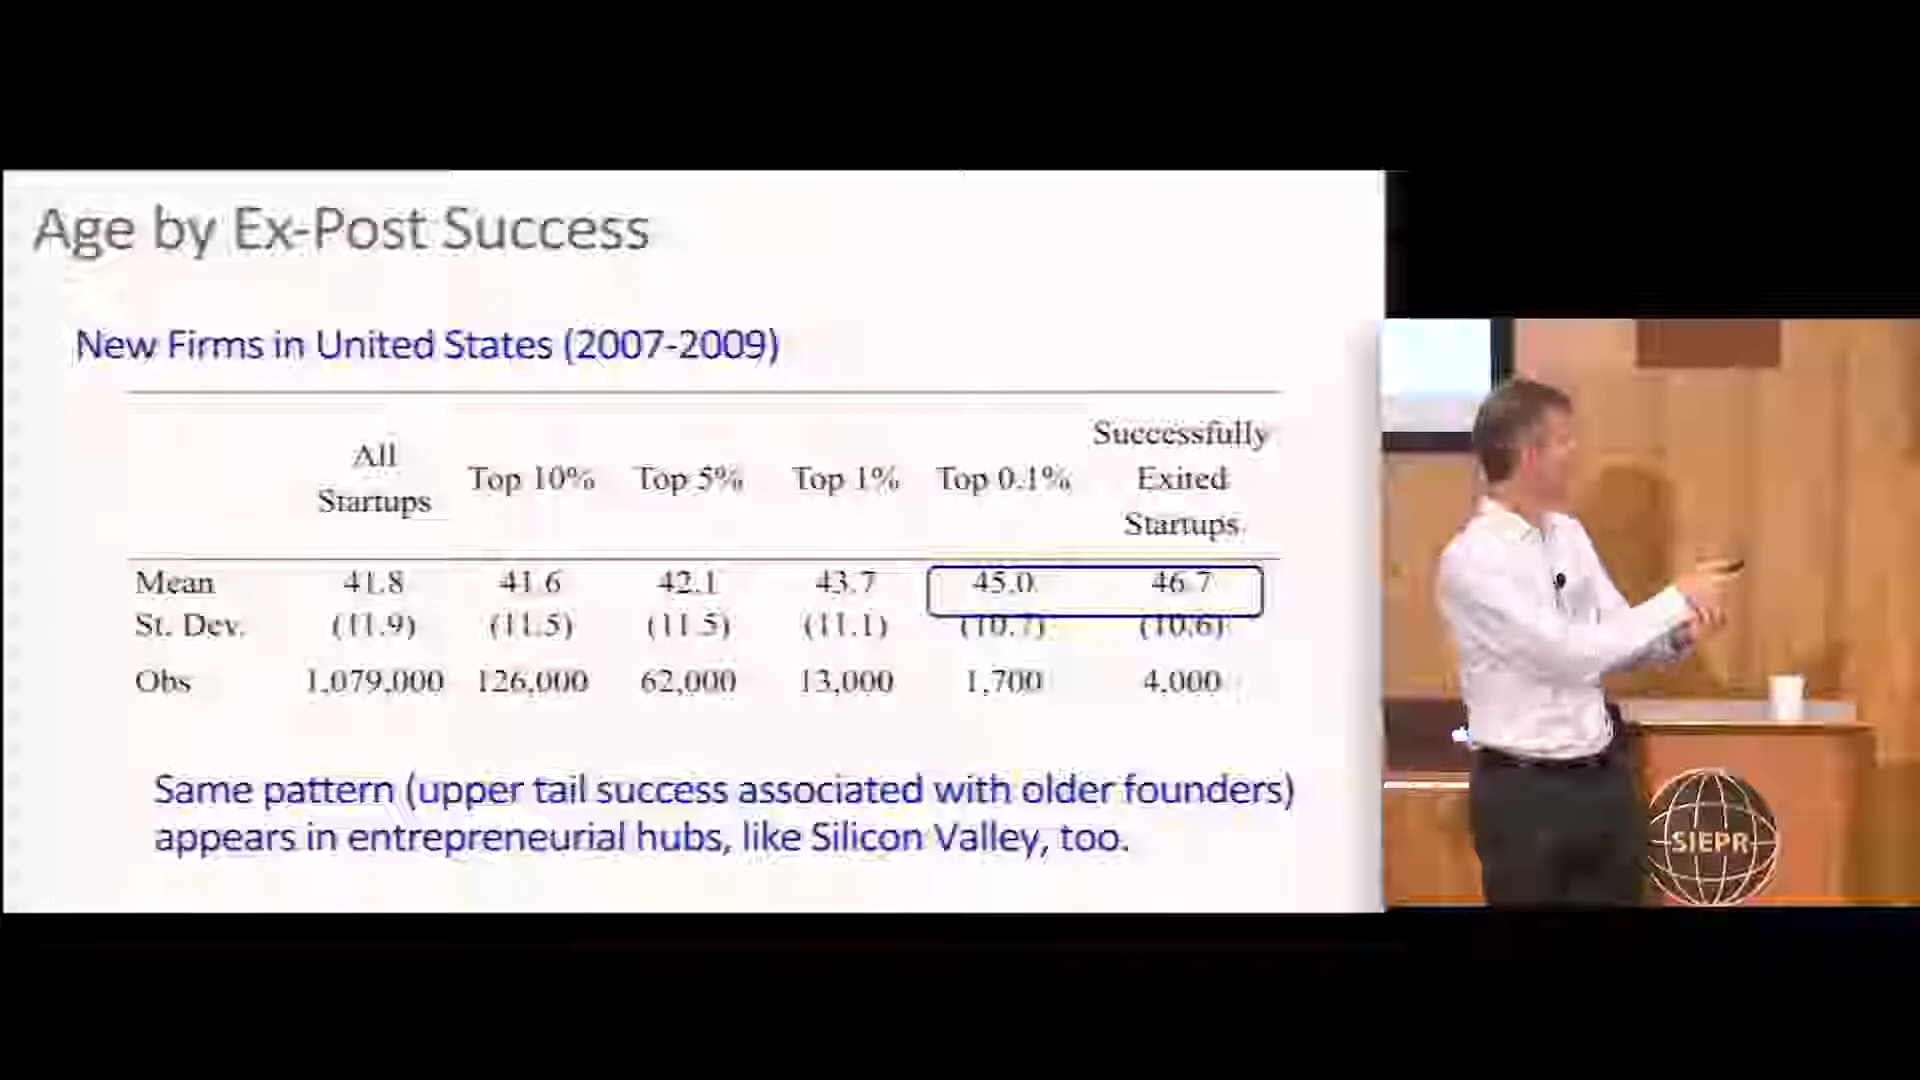 Age by Ex-Post Success
New Firms in United States (2007-2009)
All Startups Top 10% Top 5% Top 1% Top 0.1% Successfully Exited Startups
Mean 41.8 41.6 42.1 43.7 45.0 46.7
St. Dev. (11.9) (11.5) (11.5) (11.1) (10.7) (10.6)
Obs 1,079,000 126,000 62,000 13,000 1,700 4,000
Same pattern (upper tail success associated with older founders)
appears in entrepreneurial hubs, like Silicon Valley, too.
SIEPR